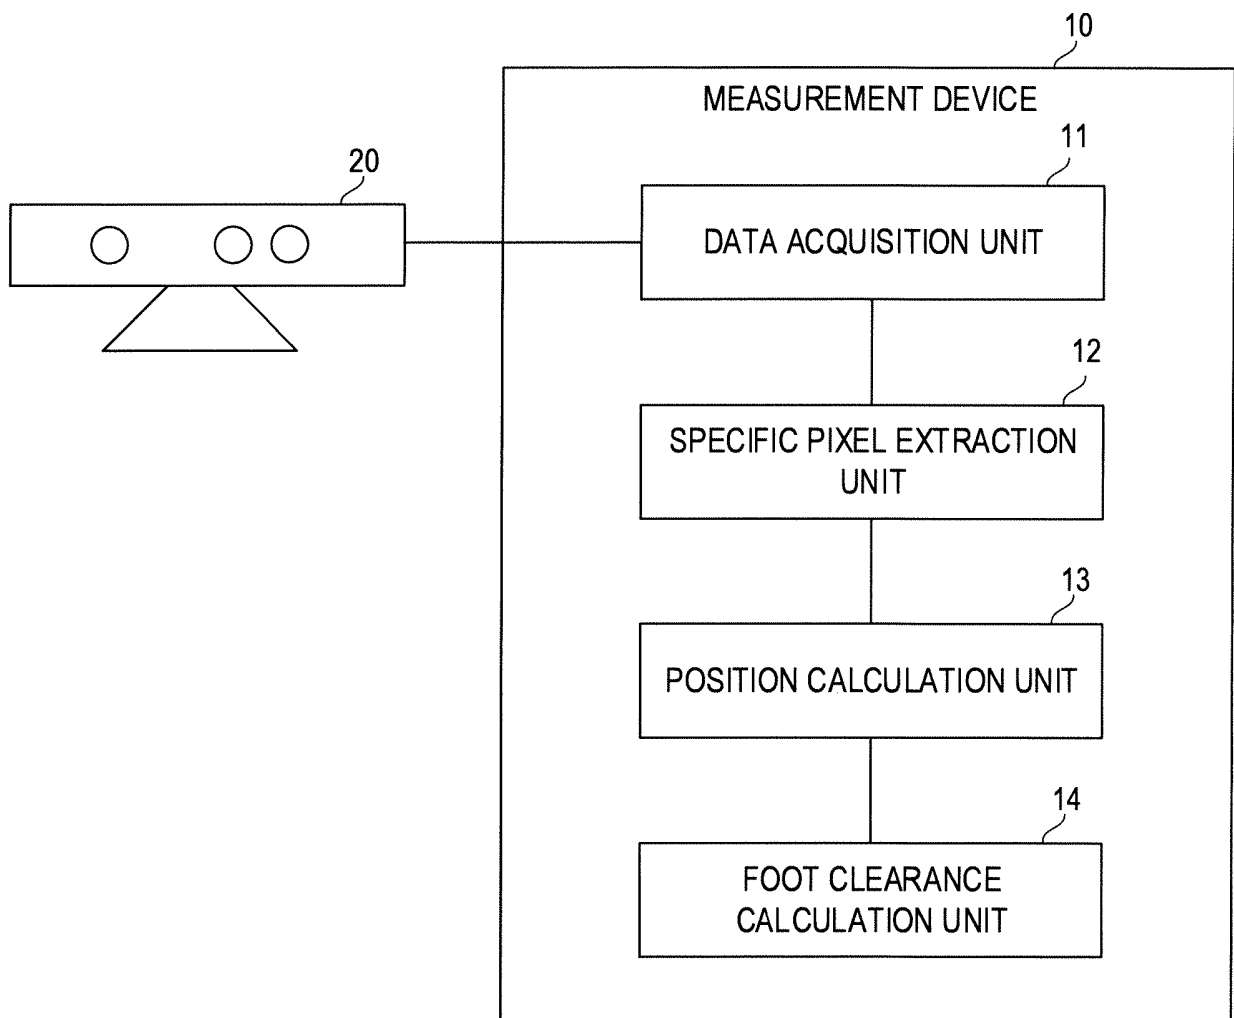 10
MEASUREMENT DEVICE
20
11
DATA ACQUISITION UNIT
12
SPECIFIC PIXEL EXTRACTION
UNIT
13
POSITION CALCULATION UNIT
14
FOOT CLEARANCE
CALCULATION UNIT